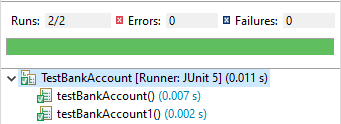 Runs: 2/2 Errors: 0 Failures: 0
TestBankAccount [Runner: JUnit 5] (0.011 s)
testBankAccount() (0.007 s)
testBankAccount1() (0.002 s)